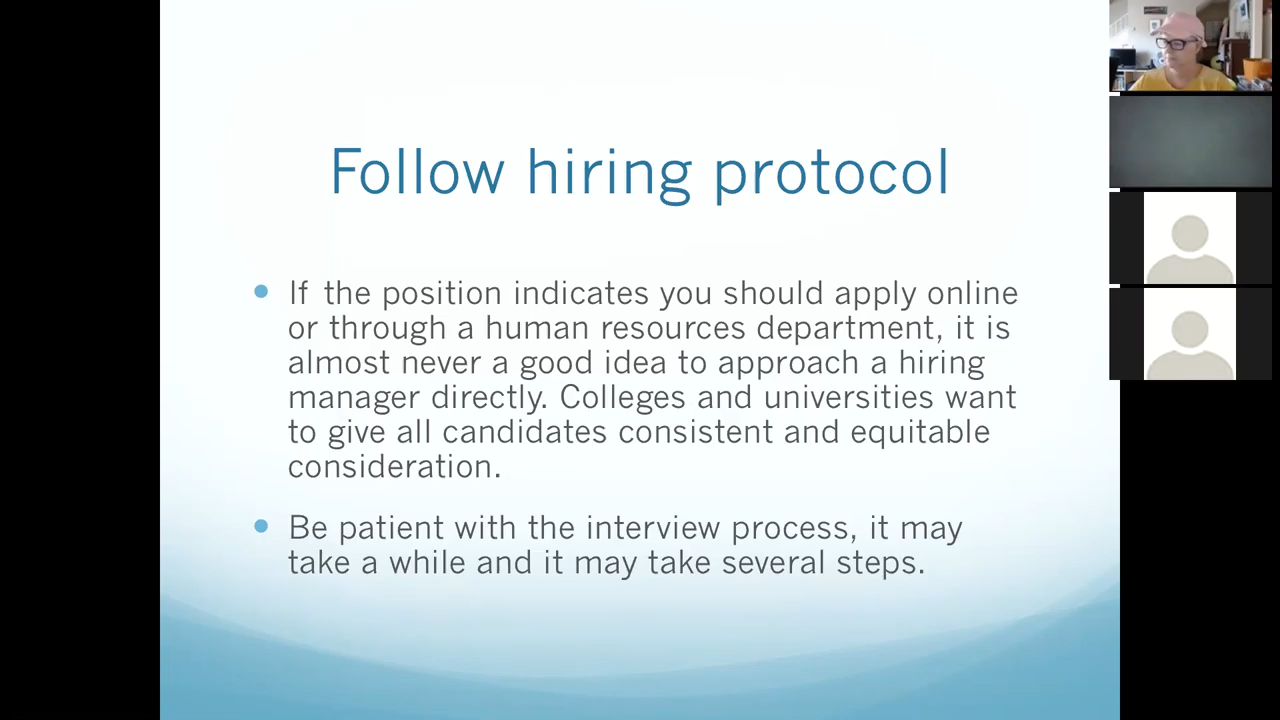 Follow hiring protocol
• If the position indicates you should apply online
or through a human resources department, it is
almost never a good idea to approach a hiring
manager directly. Colleges and universities want
to give all candidates consistent and equitable
consideration.
• Be patient with the interview process, it may
take a while and it may take several steps.